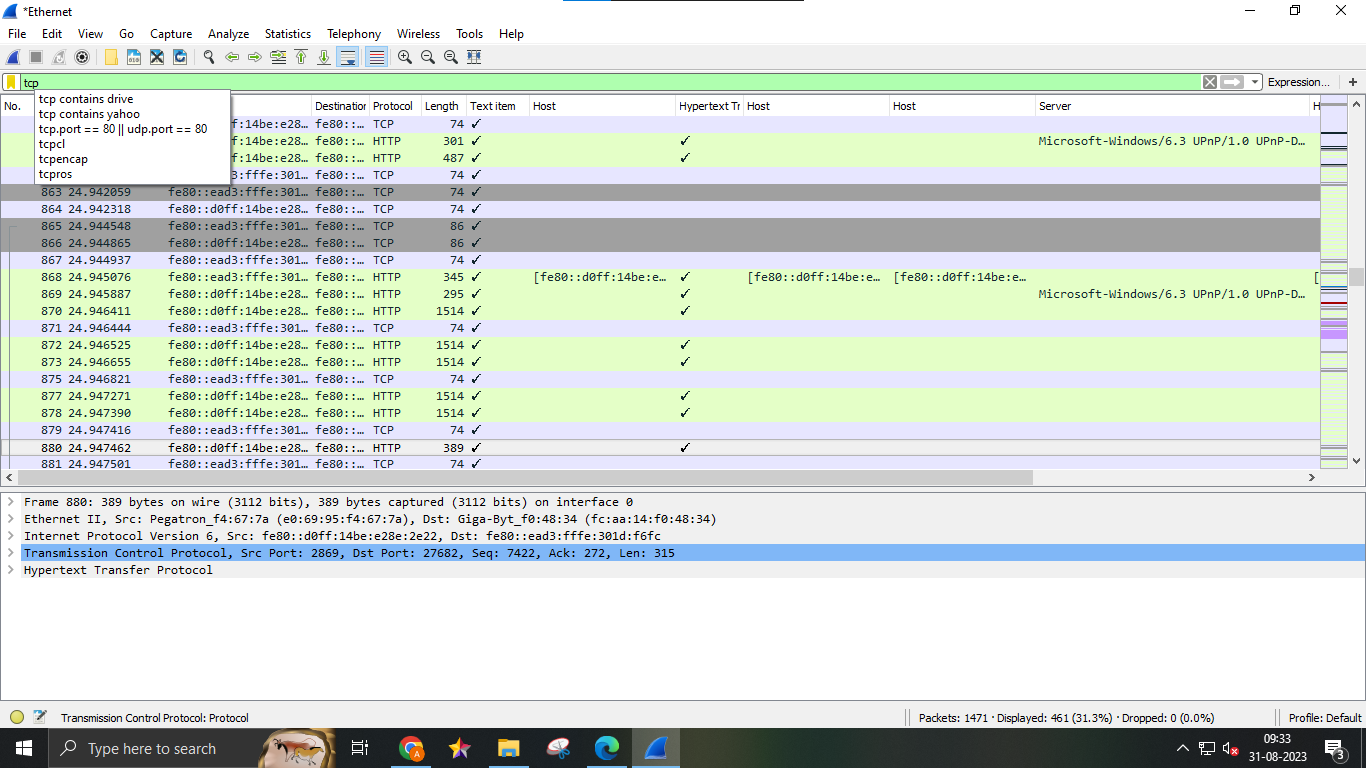 *Ethernet
File Edit View Go Capture Analyze Statistics Telephony Wireless Tools Help
tcp
Expression… +
tcp contains drive
tcp contains yahoo
tcp.port == 80 || udp.port == 80
tcpcl
tcpencap
tcpros
No. Destination Protocol Length Text item Host Hypertext Tr Host Host Server H
f:14be:e28… fe80::… TCP 74 ✓
f:14be:e28… fe80::… HTTP 301 ✓ Microsoft-Windows/6.3 UPnP/1.0 UPnP-D…
f:14be:e28… fe80::… HTTP 487 ✓
3:fffe:301… fe80::… TCP 74 ✓
863 24.942059 fe80::ead3:fffe:301… fe80::… TCP 74 ✓
864 24.942318 fe80::d0ff:14be:e28… fe80::… TCP 74 ✓
865 24.944548 fe80::ead3:fffe:301… fe80::… TCP 86 ✓
866 24.944865 fe80::d0ff:14be:e28… fe80::… TCP 86 ✓
867 24.944937 fe80::ead3:fffe:301… fe80::… TCP 74 ✓
868 24.945076 fe80::ead3:fffe:301… fe80::… HTTP 345 ✓ [fe80::d0ff:14be:e… ✓ [fe80::d0ff:14be:e… [fe80::d0ff:14be:e… [
869 24.945887 fe80::d0ff:14be:e28… fe80::… HTTP 295 ✓ ✓ Microsoft-Windows/6.3 UPnP/1.0 UPnP-D…
870 24.946411 fe80::d0ff:14be:e28… fe80::… HTTP 1514 ✓ ✓
871 24.946444 fe80::ead3:fffe:301… fe80::… TCP 74 ✓
872 24.946525 fe80::d0ff:14be:e28… fe80::… HTTP 1514 ✓ ✓
873 24.946655 fe80::d0ff:14be:e28… fe80::… HTTP 1514 ✓ ✓
875 24.946821 fe80::ead3:fffe:301… fe80::… TCP 74 ✓
877 24.947271 fe80::d0ff:14be:e28… fe80::… HTTP 1514 ✓ ✓
878 24.947390 fe80::d0ff:14be:e28… fe80::… HTTP 1514 ✓ ✓
879 24.947416 fe80::ead3:fffe:301… fe80::… TCP 74 ✓
880 24.947462 fe80::d0ff:14be:e28… fe80::… HTTP 389 ✓ ✓
881 24.947501 fe80::ead3:fffe:301… fe80::… TCP 74 ✓
Frame 880: 389 bytes on wire (3112 bits), 389 bytes captured (3112 bits) on interface 0
Ethernet II, Src: Pegatron_f4:67:7a (e0:69:95:f4:67:7a), Dst: Giga-Byt_f0:48:34 (fc:aa:14:f0:48:34)
Internet Protocol Version 6, Src: fe80::d0ff:14be:e28e:2e22, Dst: fe80::ead3:fffe:301d:f6fc
Transmission Control Protocol, Src Port: 2869, Dst Port: 27682, Seq: 7422, Ack: 272, Len: 315
Hypertext Transfer Protocol
Transmission Control Protocol: Protocol
Packets: 1471 · Displayed: 461 (31.3%) · Dropped: 0 (0.0%)
Profile: Default
Type here to search
A
09:33
31-08-2023
3